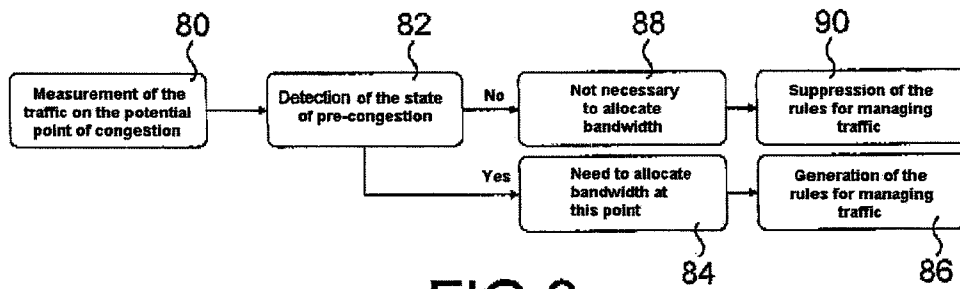 80
82
88
90
Measurement of the
traffic on the potential
point of congestion
Detection of the state
of pre-congestion
No
Not necessary
to allocate
bandwidth
Suppression of the
rules for managing
traffic
Yes
Need to allocate
bandwidth at
this point
Generation of the
rules for managing
traffic
84
86